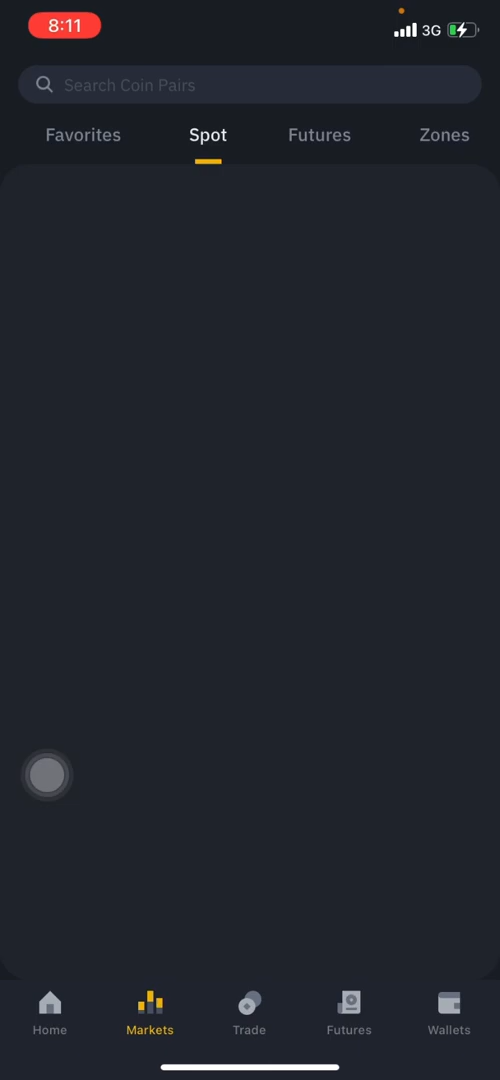 8:11
3G
Search Coin Pairs
Favorites Spot Futures Zones
Home Markets Trade Futures Wallets